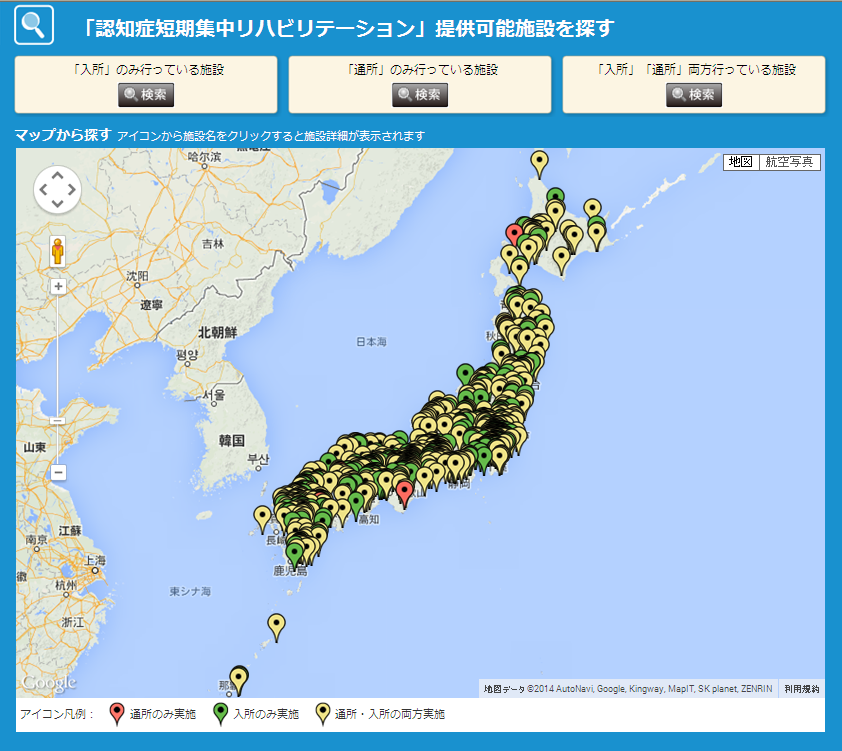 「認知症短期集中リハビリテーション」提供可能施設を探す
「入所」のみ行っている施設
検索
「通所」のみ行っている施設
検索
「入所」「通所」両方行っている施設
検索
マップから探す アイコンから施設名をクリックすると施設詳細が表示されます
地図
航空写真
哈尔滨
吉林
沈阳
辽宁
北朝鮮
평양
日本海
서울
韓国
부산
山東
江蘇
南京
上海
杭州
浙江
東シナ海
高知
静岡
鹿児島
Google
地図データ ©2014 AutoNavi, Google, Kingway, MapIT, SK planet, ZENRIN
利用規約
アイコン凡例：
通所のみ実施
入所のみ実施
通所・入所の両方実施